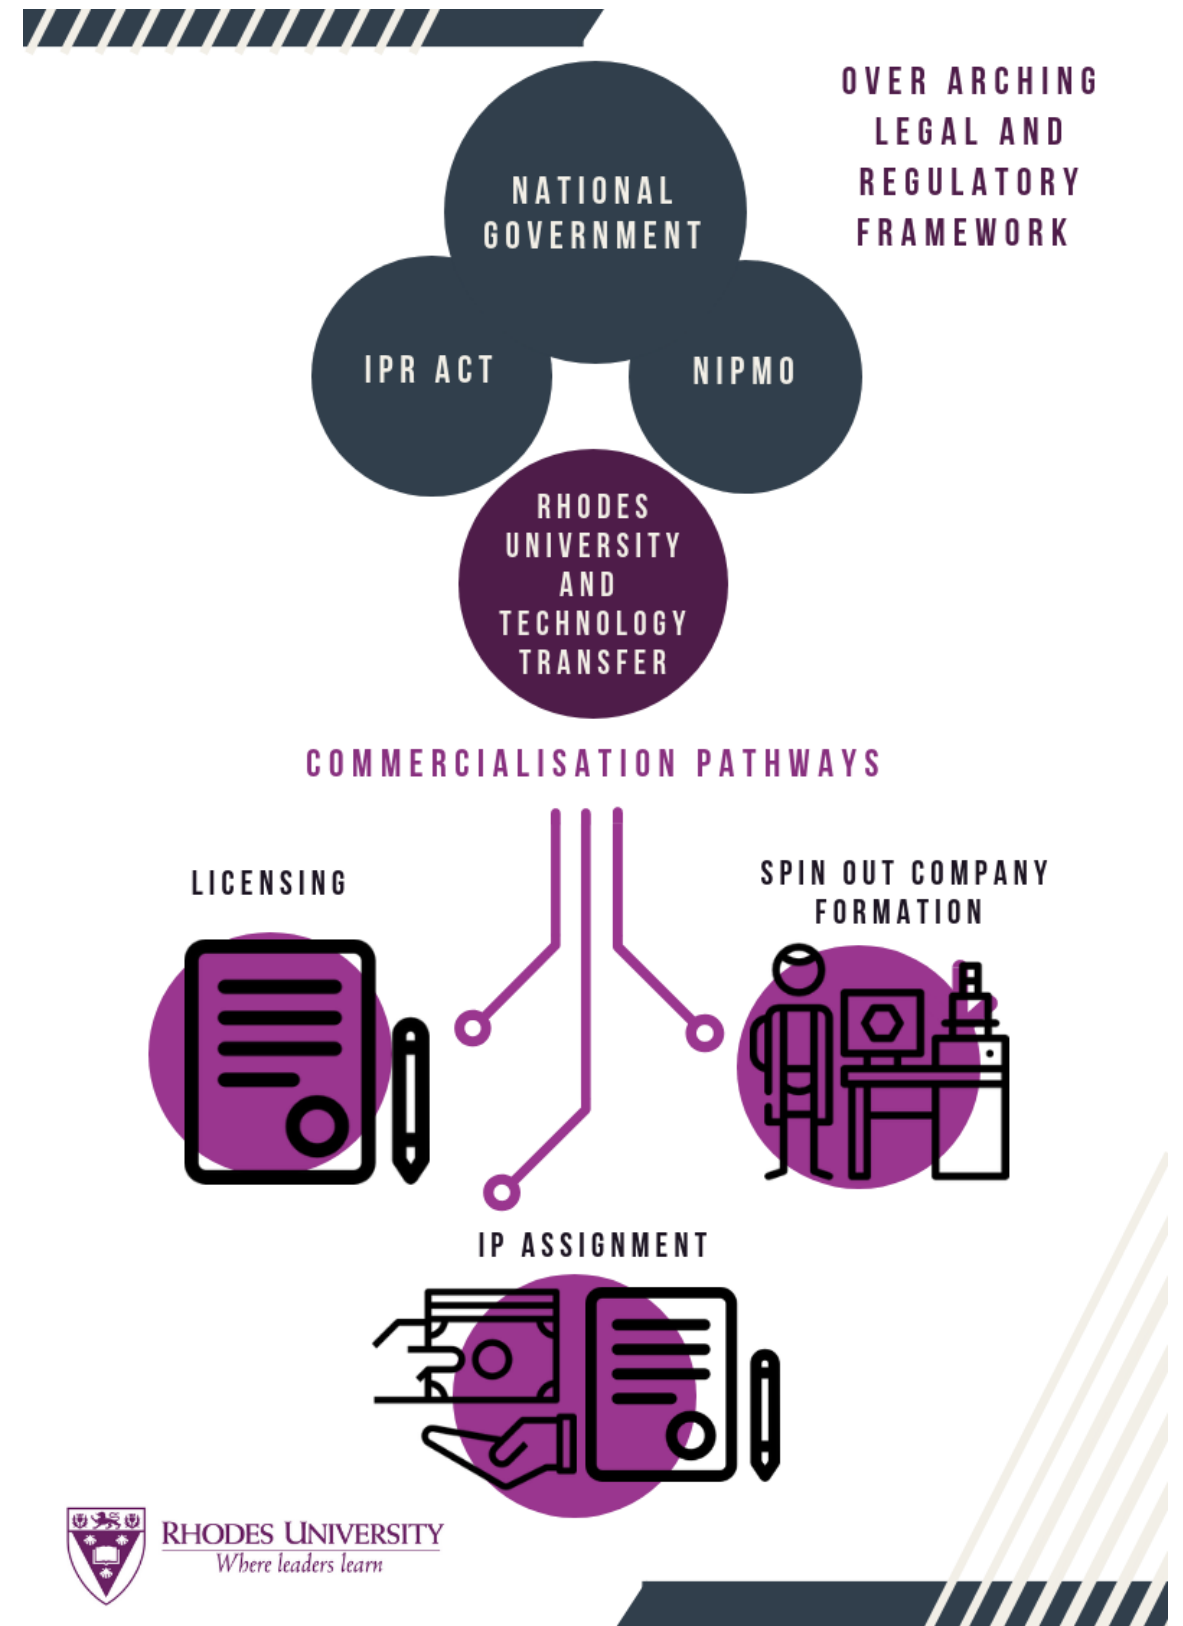 OVER ARCHING
LEGAL AND
REGULATORY
FRAMEWORK
NATIONAL
GOVERNMENT
IPR ACT
NIPMO
RHODES
UNIVERSITY
AND
TECHNOLOGY
TRANSFER
COMMERCIALISATION PATHWAYS
LICENSING
SPIN OUT COMPANY
FORMATION
IP ASSIGNMENT
RHODES UNIVERSITY
Where leaders learn